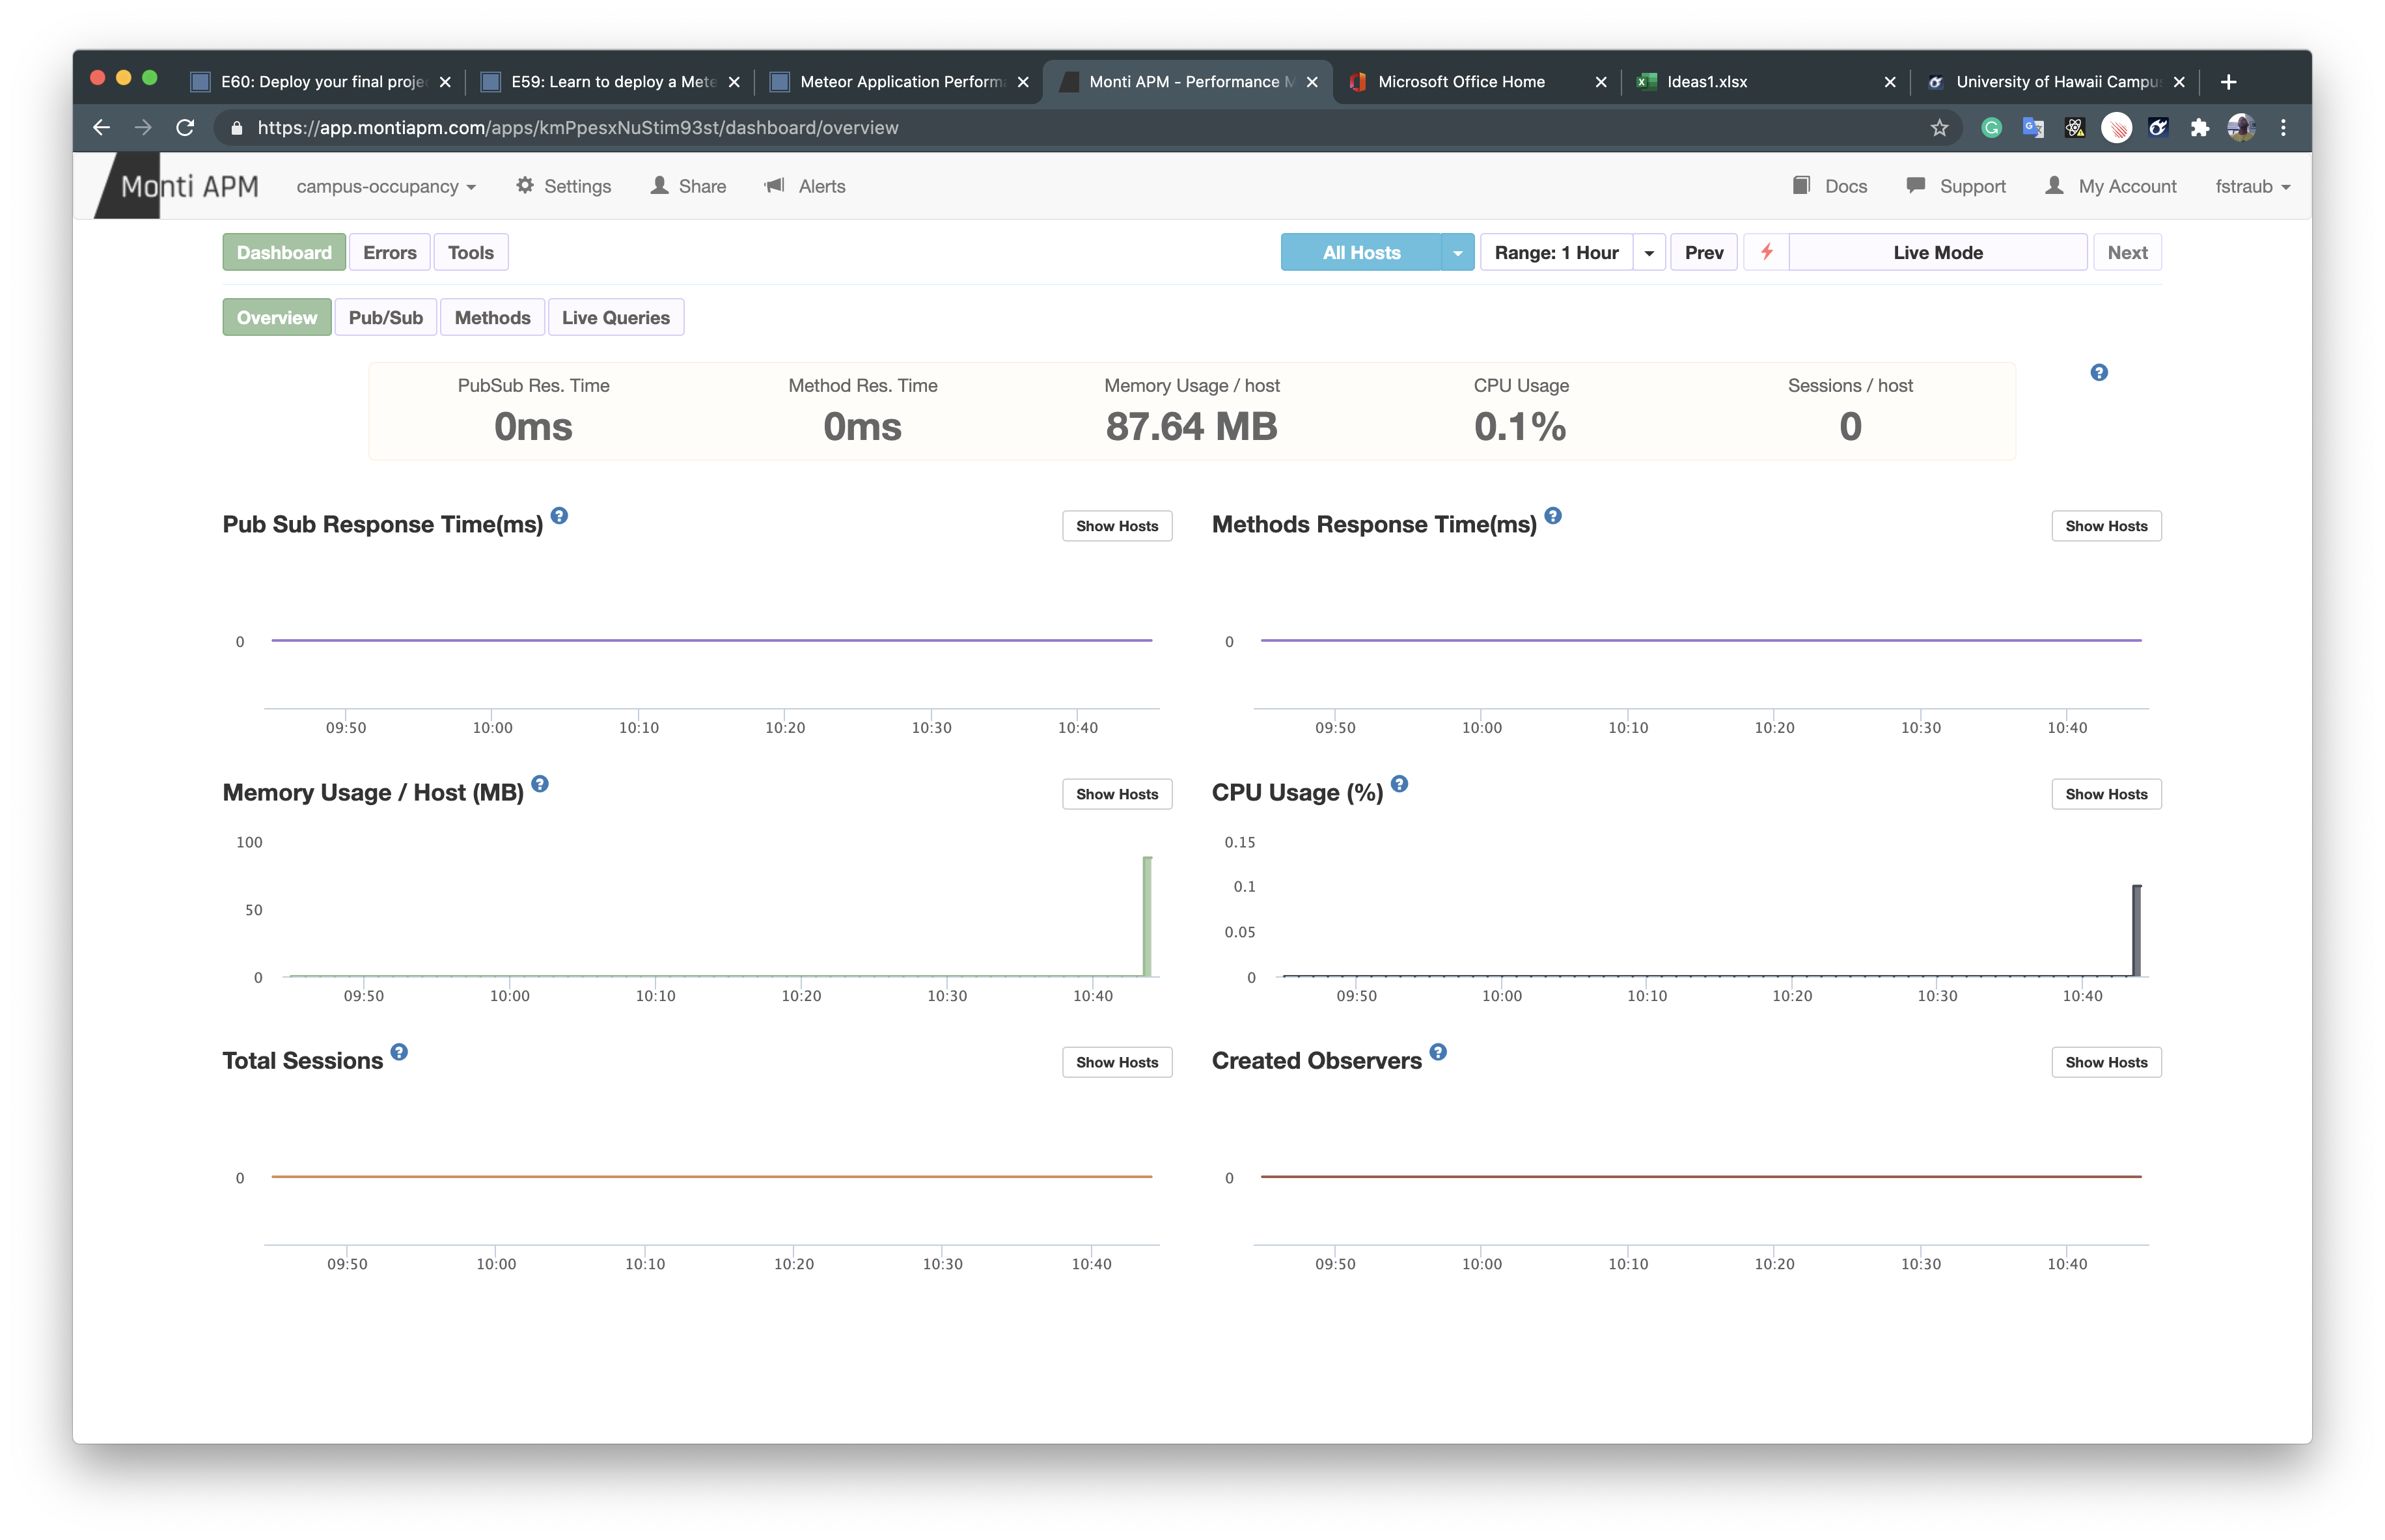 E60: Deploy your final proje
E59: Learn to deploy a Mete
Meteor Application Perform
Monti APM - Performance M
Microsoft Office Home
Ideas1.xlsx
University of Hawaii Campu
https://app.montiapm.com/apps/kmPpesxNuStim93st/dashboard/overview
Monti APM campus-occupancy Settings Share Alerts Docs Support My Account fstraub
Dashboard Errors Tools All Hosts Range: 1 Hour Prev Live Mode Next
Overview Pub/Sub Methods Live Queries
PubSub Res. Time Method Res. Time Memory Usage / host CPU Usage Sessions / host
0ms 0ms 87.64 MB 0.1% 0
Pub Sub Response Time(ms) Show Hosts
0
09:50 10:00 10:10 10:20 10:30 10:40
Methods Response Time(ms) Show Hosts
0
09:50 10:00 10:10 10:20 10:30 10:40
Memory Usage / Host (MB) Show Hosts
100
50
0
09:50 10:00 10:10 10:20 10:30 10:40
CPU Usage (%) Show Hosts
0.15
0.1
0.05
0
09:50 10:00 10:10 10:20 10:30 10:40
Total Sessions Show Hosts
0
09:50 10:00 10:10 10:20 10:30 10:40
Created Observers Show Hosts
0
09:50 10:00 10:10 10:20 10:30 10:40